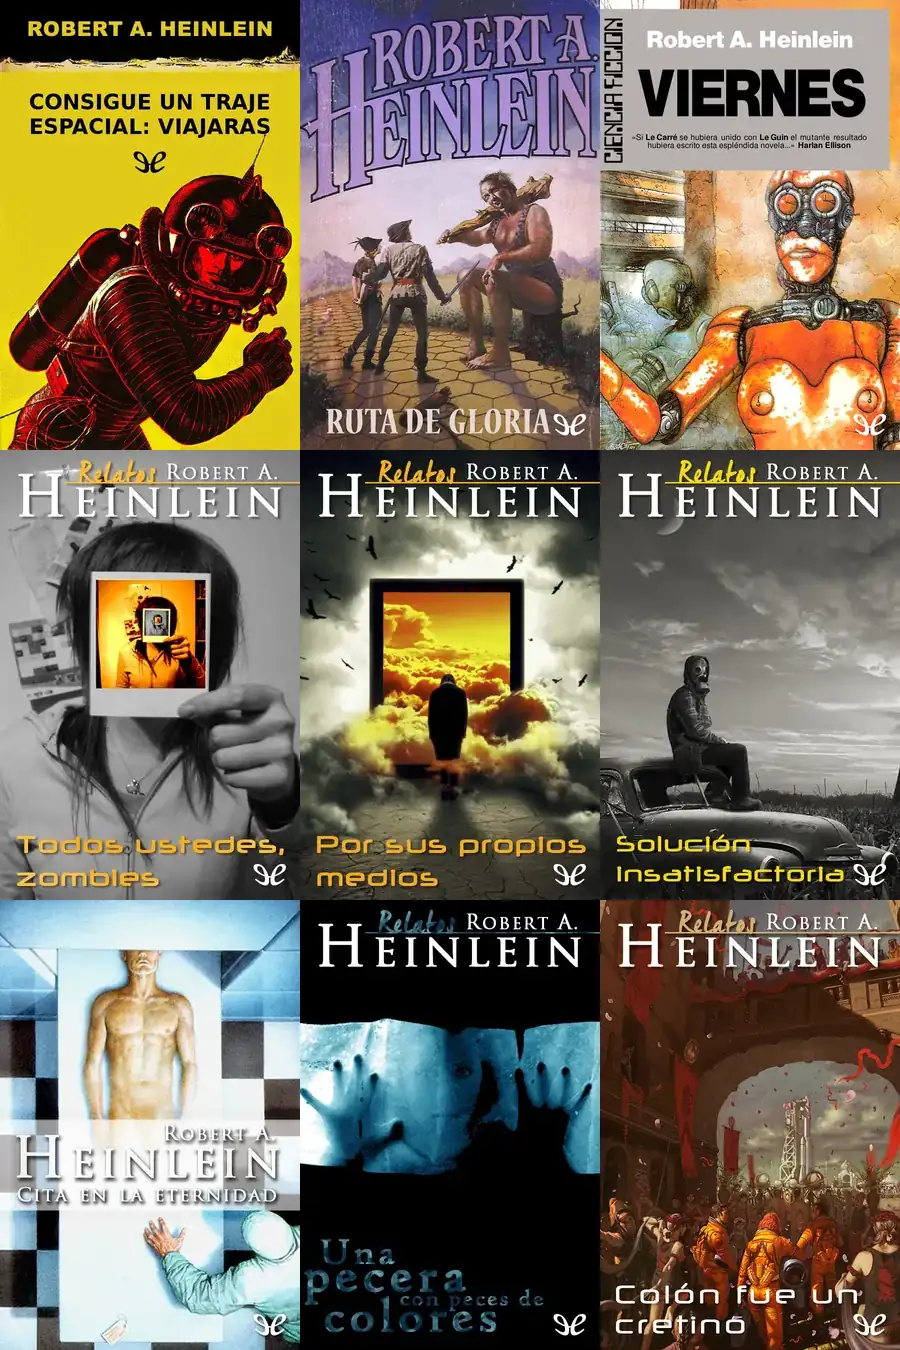 ROBERT A. HEINLEIN
CONSIGUE UN TRAJE
ESPACIAL: VIAJARÁS
ROBERT A.
HEINLEIN
RUTA DE GLORIA
CIENCIA FICCION
Robert A. Heinlein
VIERNES
«Si Le Carré se hubiera unido con Le Guin el mutante resultado
hubiera escrito esta espléndida novela...» Harlan Ellison
Relatos ROBERT A.
HEINLEIN
Todos ustedes,
zombies
Relatos ROBERT A.
HEINLEIN
Por sus propios
medios
Relatos ROBERT A.
HEINLEIN
Solución
insatisfactoria
ROBERT A.
HEINLEIN
CITA EN LA ETERNIDAD
Relatos ROBERT A.
HEINLEIN
Una
pecera
con peces de
colores
Relatos ROBERT A.
HEINLEIN
Colón fue un
cretino